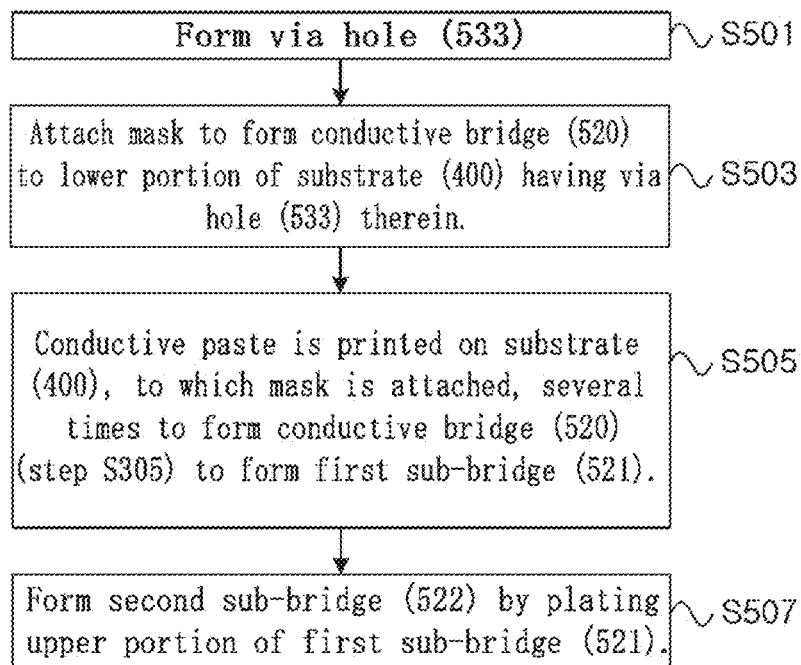 Form via hole (533)
S501
Attach mask to form conductive bridge (520)
to lower portion of substrate (400) having via
hole (533) therein.
S503
Conductive paste is printed on substrate
(400), to which mask is attached, several
times to form conductive bridge (520)
(step S305) to form first sub-bridge (521).
S505
Form second sub-bridge (522) by plating
upper portion of first sub-bridge (521).
S507